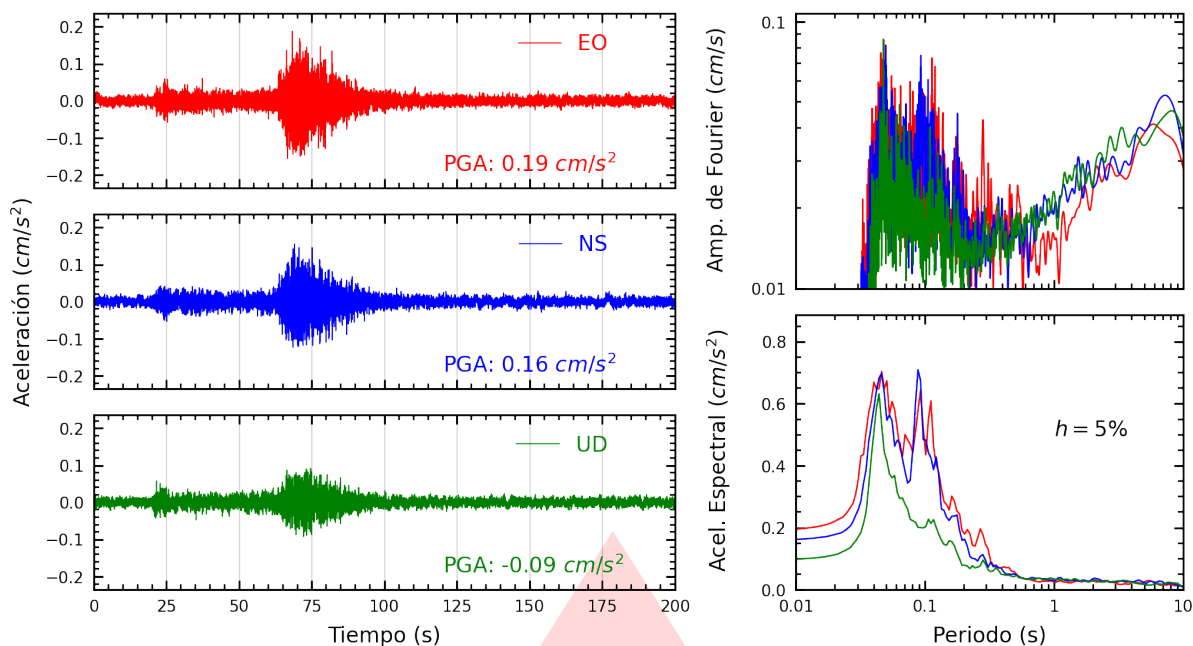 Aceleración (cm/s²)
0.2
0.1
0.0
−0.1
−0.2
EO
PGA: 0.19 cm/s²
0.2
0.1
0.0
−0.1
−0.2
NS
PGA: 0.16 cm/s²
0.2
0.1
0.0
−0.1
−0.2
UD
PGA: -0.09 cm/s²
0 25 50 75 100 125 150 175 200
Tiempo (s)
Amp. de Fourier (cm/s)
0.1
0.01
Acel. Espectral (cm/s²)
0.8
0.6
0.4
0.2
0.0
h = 5%
0.01 0.1 1 10
Periodo (s)